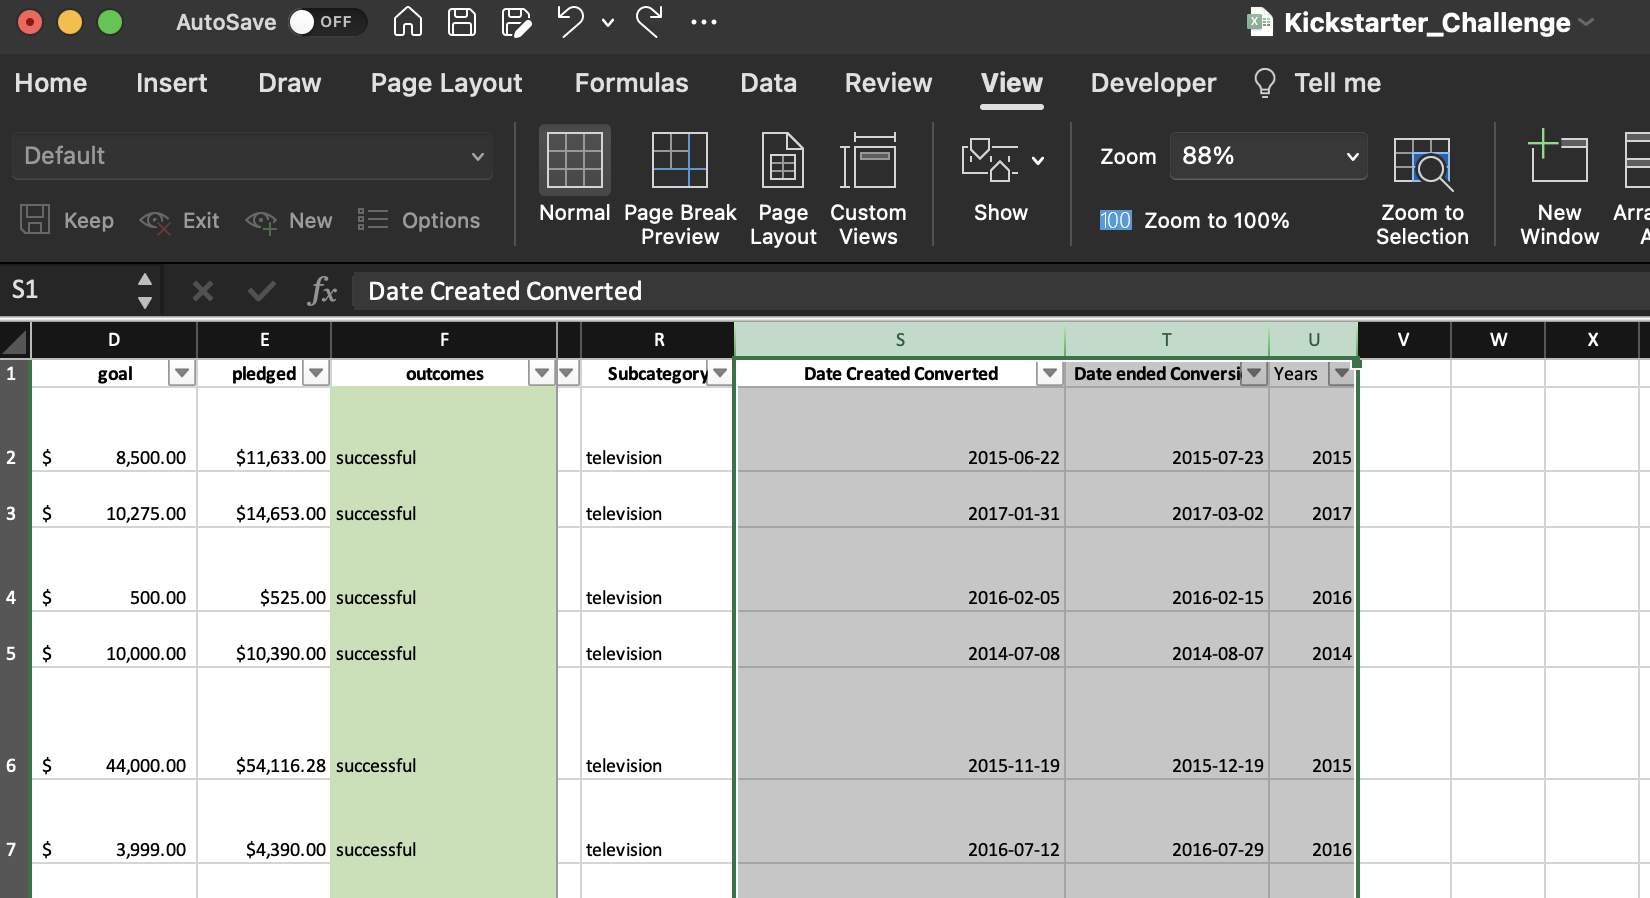 AutoSave OFF Kickstarter_Challenge
Home Insert Draw Page Layout Formulas Data Review View Developer Tell me
Default
Keep Exit New Options
Normal Page Break Preview Page Layout Custom Views
Show
Zoom 88%
100 Zoom to 100%
Zoom to Selection
New Window
S1 fx Date Created Converted
D E F R S T U V W X
1 goal pledged outcomes Subcategory Date Created Converted Date ended Conversi Years
2 $ 8,500.00 $11,633.00 successful television 2015-06-22 2015-07-23 2015
3 $ 10,275.00 $14,653.00 successful television 2017-01-31 2017-03-02 2017
4 $ 500.00 $525.00 successful television 2016-02-05 2016-02-15 2016
5 $ 10,000.00 $10,390.00 successful television 2014-07-08 2014-08-07 2014
6 $ 44,000.00 $54,116.28 successful television 2015-11-19 2015-12-19 2015
7 $ 3,999.00 $4,390.00 successful television 2016-07-12 2016-07-29 2016